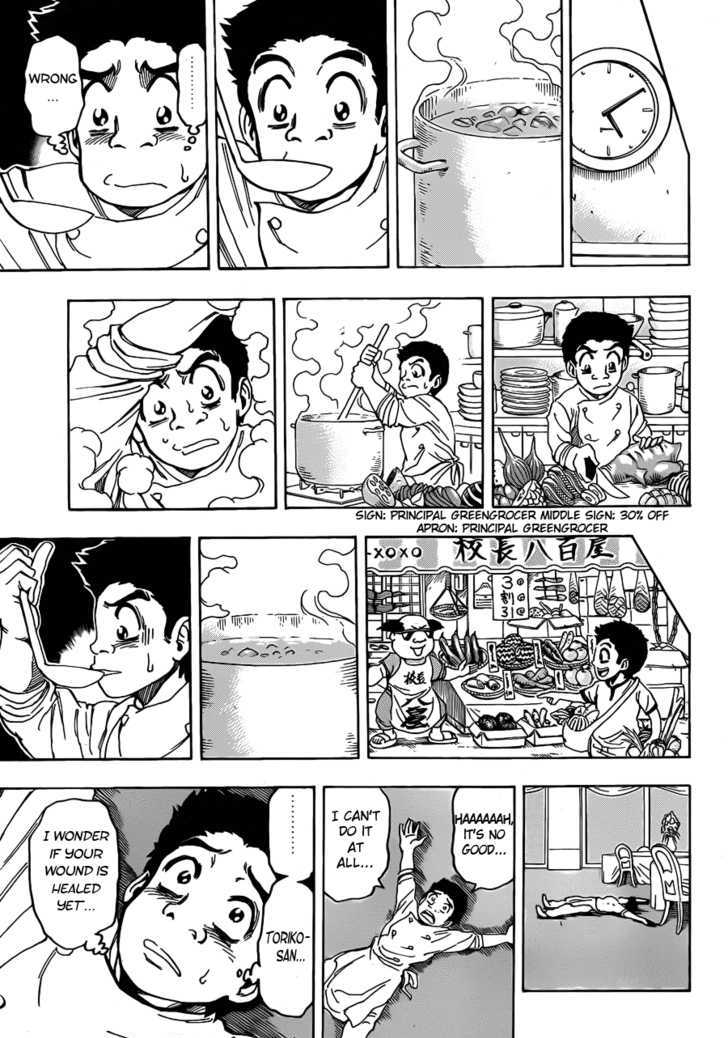 .........
WRONG
...
SIGN: PRINCIPAL GREENGROCER MIDDLE SIGN: 30% OFF
APRON: PRINCIPAL GREENGROCER
-XOXO
校長八百屋
3
割
校長
HAAAAAAH,
IT'S NO
GOOD...
I CAN'T
DO IT
AT
ALL...
.........
TORIKO-
SAN...
I WONDER
IF YOUR
WOUND IS
HEALED
YET...